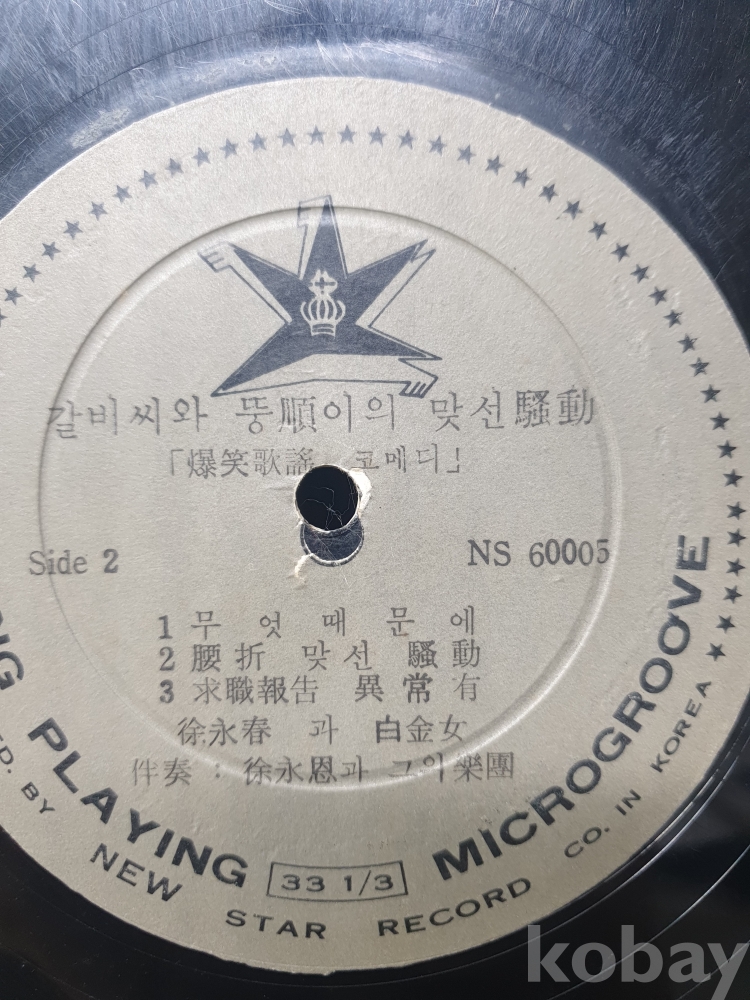 갈비씨와 뚱順이의 맞선騷動
「爆笑歌謠 코메디」
Side 2
NS 60005
1 무엇때문에
2 腰折 맞선 騷動
3 求職報告 異常有
徐永春 과 白金女
伴奏 : 徐永恩과 그의樂團
PLAYING 33 1/3 MICROGROOVE
BY NEW STAR RECORD CO. IN KOREA
kobay